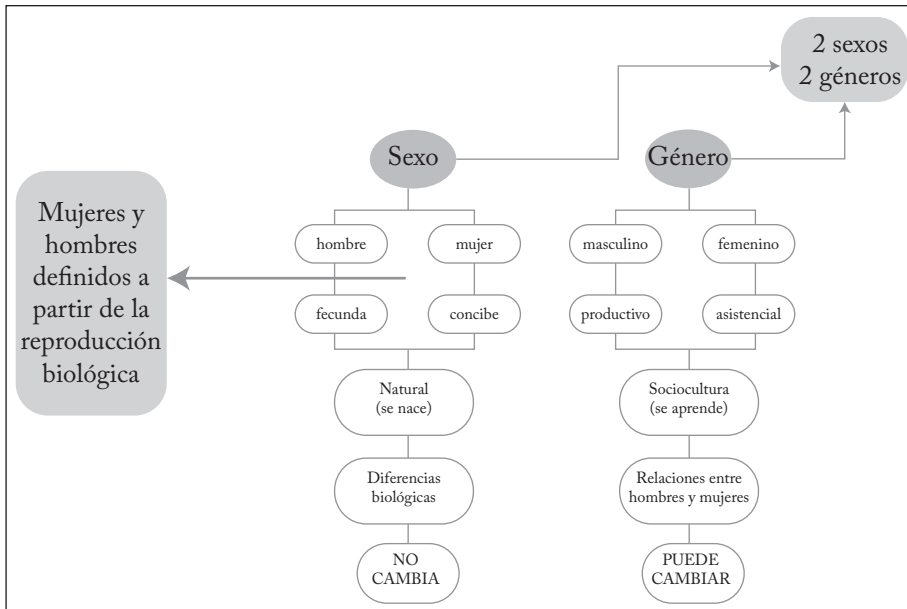 2 sexos
2 géneros
Sexo
Género
Mujeres y
hombres
definidos a
partir de la
reproducción
biológica
hombre
mujer
masculino
femenino
fecunda
concibe
productivo
asistencial
Natural
(se nace)
Sociocultura
(se aprende)
Diferencias
biológicas
Relaciones entre
hombres y mujeres
NO
CAMBIA
PUEDE
CAMBIAR